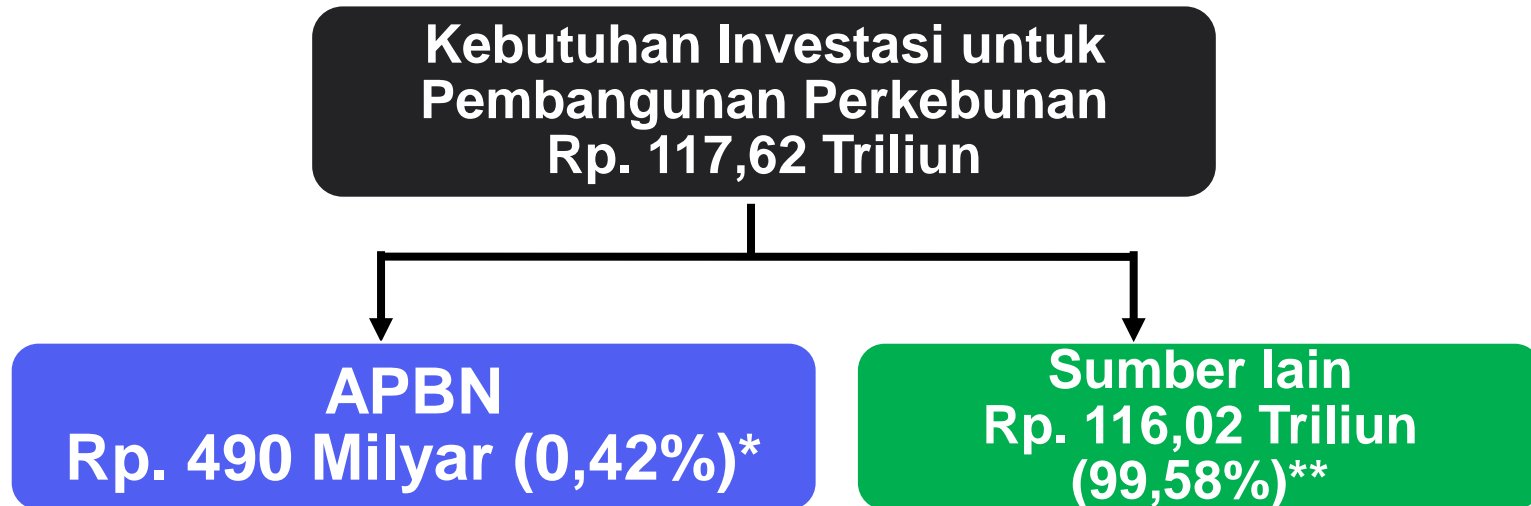 Kebutuhan Investasi untuk
Pembangunan Perkebunan
Rp. 117,62 Triliun
APBN
Rp. 490 Milyar (0,42%)*
Sumber lain
Rp. 116,02 Triliun
(99,58%)**